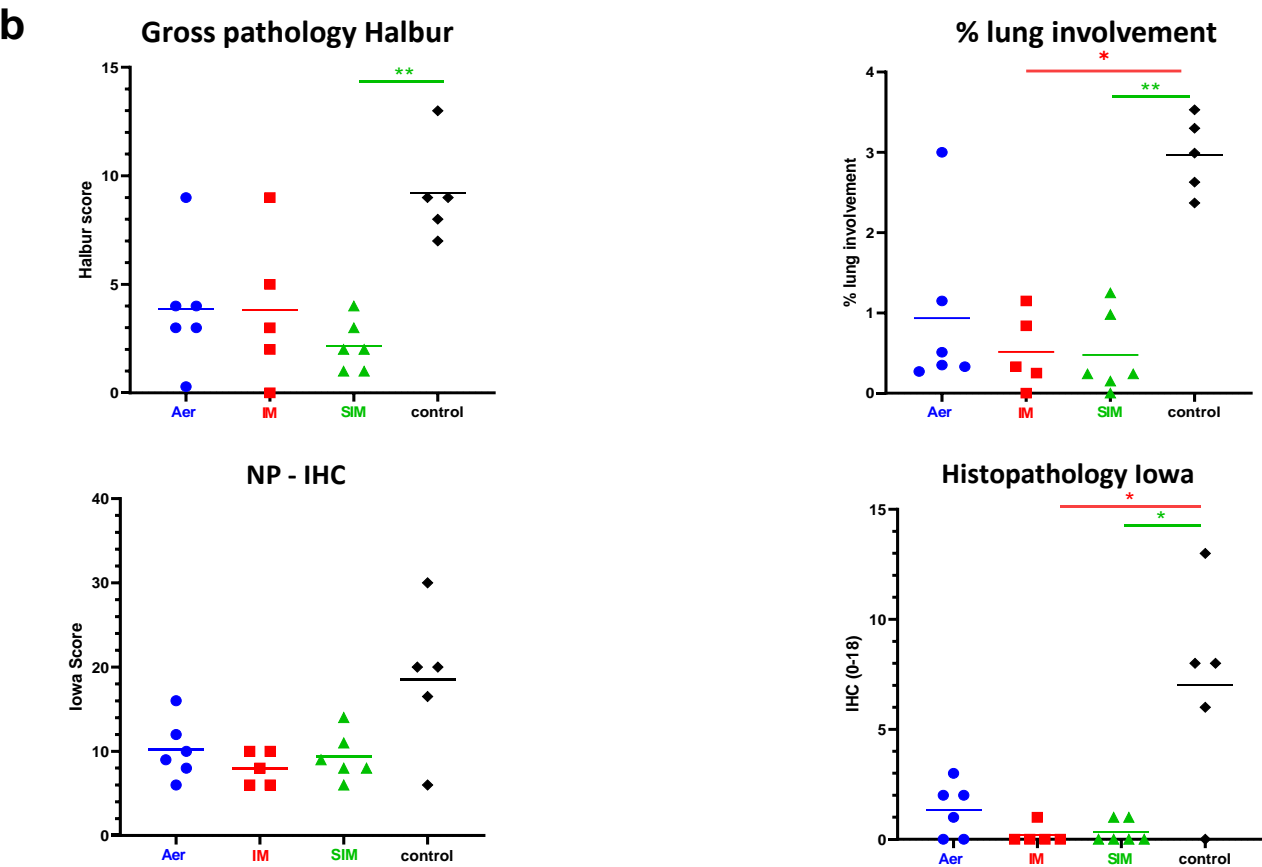 b
Gross pathology Halbur
15
10
5
0
Halbur score
**
Aer IM SIM control
% lung involvement
4
3
2
1
0
% lung involvement
*
**
Aer IM SIM control
NP - IHC
40
30
20
10
0
Iowa Score
Aer IM SIM control
Histopathology Iowa
15
10
5
0
IHC (0-18)
*
*
Aer IM SIM control